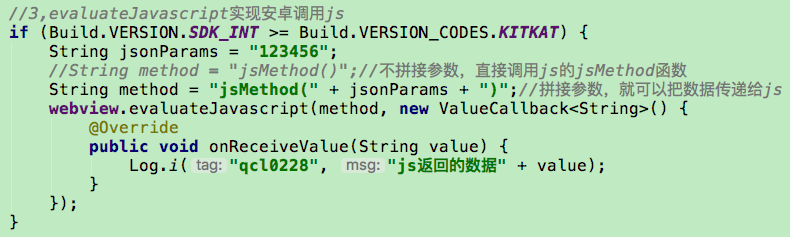 //3,evaluateJavascript实现安卓调用js
if (Build.VERSION.SDK_INT >= Build.VERSION_CODES.KITKAT) {
    String jsonParams = "123456";
    //String method = "jsMethod()";//不拼接参数，直接调用js的jsMethod函数
    String method = "jsMethod(" + jsonParams + ")";//拼接参数，就可以把数据传递给js
    webview.evaluateJavascript(method, new ValueCallback<String>() {
        @Override
        public void onReceiveValue(String value) {
            Log.i( tag: "qcl0228", msg: "js返回的数据" + value);
        }
    });
}